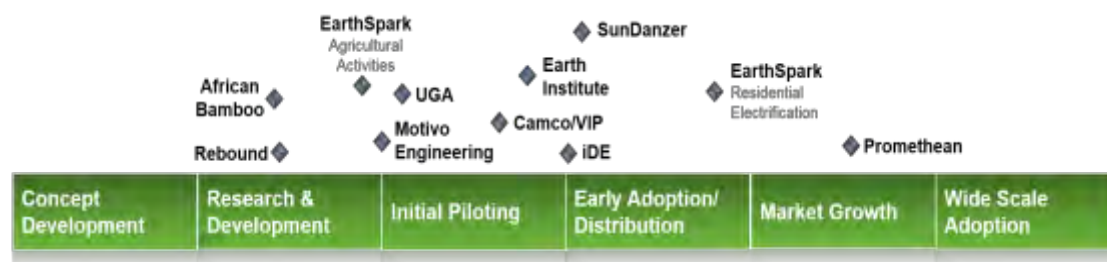 EarthSpark
Agricultural
Activities
SunDanzer
African
Bamboo
UGA
Earth
Institute
EarthSpark
Residential
Electrification
Rebound
Motivo
Engineering
Camco/VIP
iDE
Promethean
Concept
Development
Research &
Development
Initial Piloting
Early Adoption/
Distribution
Market Growth
Wide Scale
Adoption